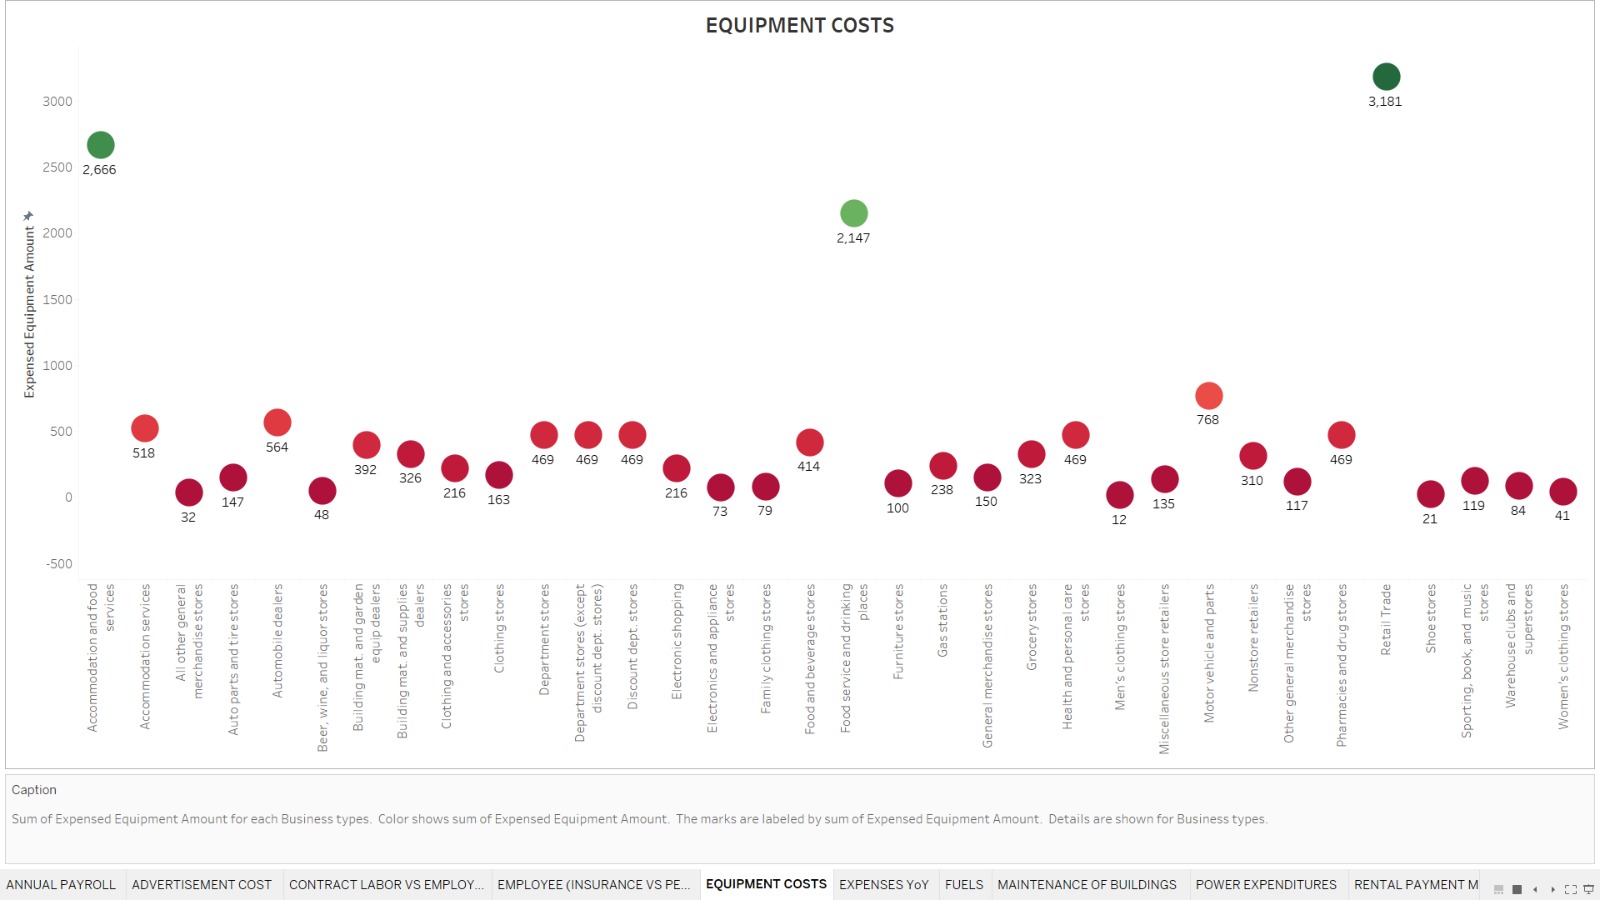 EQUIPMENT COSTS
Expensed Equipment Amount
3000
2500
2000
1500
1000
500
0
-500
2,666
518
32
147
564
48
392
326
216
163
469
469
469
216
73
79
414
2,147
100
238
150
323
469
12
135
768
310
117
469
3,181
21
119
84
41
Accommodation and food
services
Accommodation services
All other general
merchandise stores
Auto parts and tire stores
Automobile dealers
Beer, wine, and liquor stores
Building mat. and garden
equip dealers
Building mat. and supplies
dealers
Clothing and accessories
stores
Clothing stores
Department stores
Department stores (except
discount dept. stores)
Discount dept. stores
Electronic shopping
Electronics and appliance
stores
Family clothing stores
Food and beverage stores
Food service and drinking
places
Furniture stores
Gas stations
General merchandise stores
Grocery stores
Health and personal care
stores
Men's clothing stores
Miscellaneous store retailers
Motor vehicle and parts
Nonstore retailers
Other general merchandise
stores
Pharmacies and drug stores
Retail Trade
Shoe stores
Sporting, book, and music
stores
Warehouse clubs and
superstores
Women's clothing stores
Caption
Sum of Expensed Equipment Amount for each Business types.  Color shows sum of Expensed Equipment Amount.  The marks are labeled by sum of Expensed Equipment Amount.  Details are shown for Business types.
ANNUAL PAYROLL
ADVERTISEMENT COST
CONTRACT LABOR VS EMPLOY...
EMPLOYEE (INSURANCE VS PE...
EQUIPMENT COSTS
EXPENSES YoY
FUELS
MAINTENANCE OF BUILDINGS
POWER EXPENDITURES
RENTAL PAYMENT M